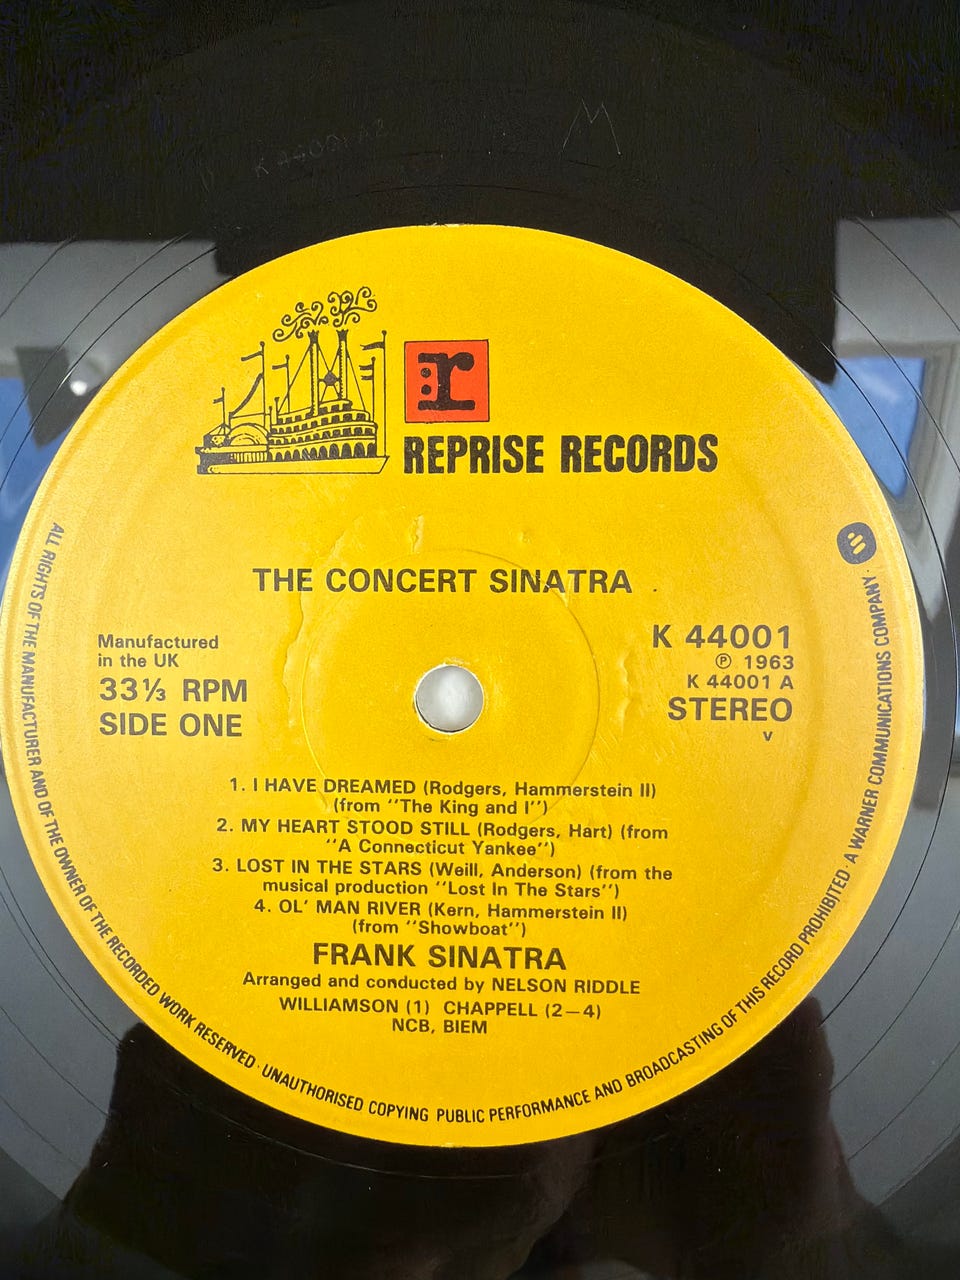 M
r
REPRISE RECORDS
THE CONCERT SINATRA
Manufactured
in the UK
33⅓ RPM
SIDE ONE
K 44001
℗ 1963
K 44001 A
STEREO
v
1. I HAVE DREAMED (Rodgers, Hammerstein II)
(from "The King and I")
2. MY HEART STOOD STILL (Rodgers, Hart) (from
"A Connecticut Yankee")
3. LOST IN THE STARS (Weill, Anderson) (from the
musical production "Lost In The Stars")
4. OL' MAN RIVER (Kern, Hammerstein II)
(from "Showboat")
FRANK SINATRA
Arranged and conducted by NELSON RIDDLE
WILLIAMSON (1) CHAPPELL (2–4)
NCB, BIEM
ALL RIGHTS OF THE MANUFACTURER AND OF THE OWNER OF THE RECORDED WORK RESERVED · UNAUTHORISED COPYING PUBLIC PERFORMANCE AND BROADCASTING OF THIS RECORD PROHIBITED · A WARNER COMMUNICATIONS COMPANY ·